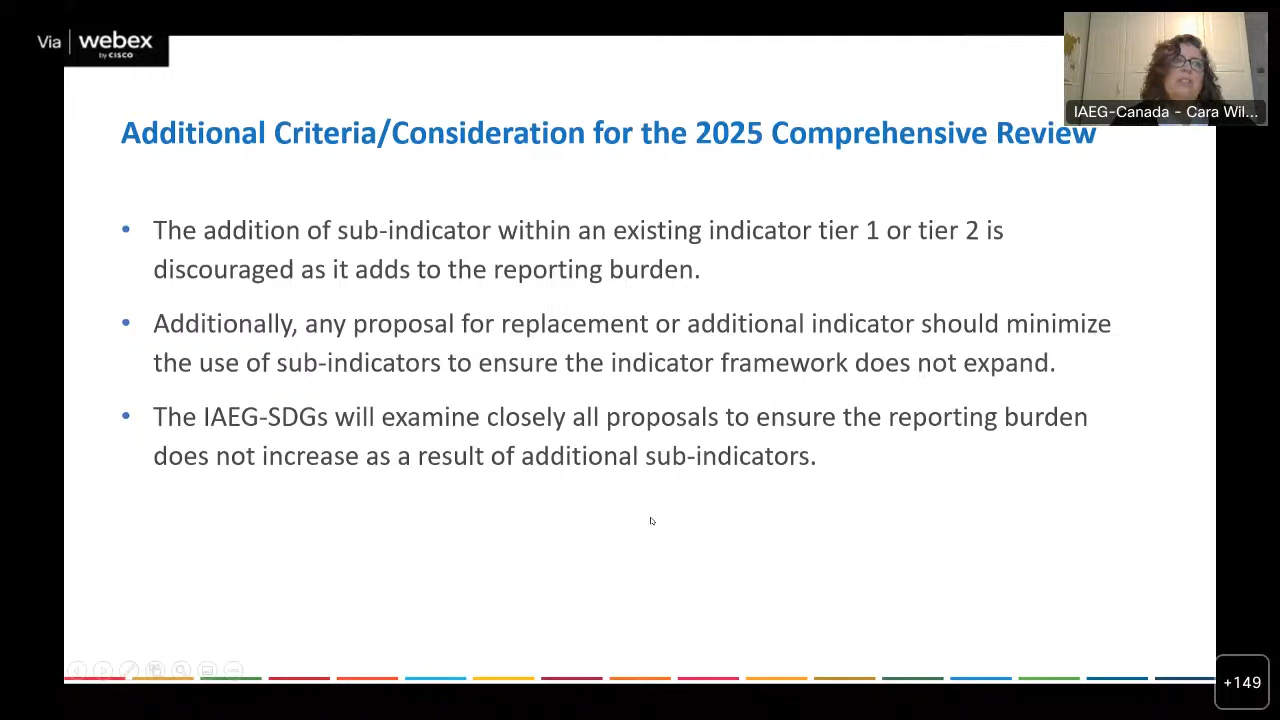 Via webex
by CISCO
IAEG-Canada - Cara Wil...
Additional Criteria/Consideration for the 2025 Comprehensive Review
• The addition of sub-indicator within an existing indicator tier 1 or tier 2 is
discouraged as it adds to the reporting burden.
• Additionally, any proposal for replacement or additional indicator should minimize
the use of sub-indicators to ensure the indicator framework does not expand.
• The IAEG-SDGs will examine closely all proposals to ensure the reporting burden
does not increase as a result of additional sub-indicators.
+149